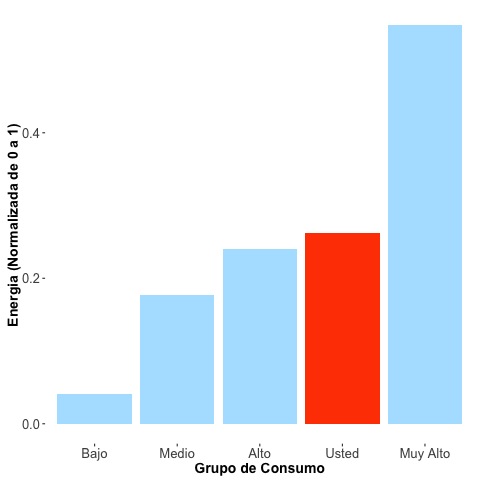 Energia (Normalizada de 0 a 1)
0.4
0.2
0.0
Bajo Medio Alto Usted Muy Alto
Grupo de Consumo